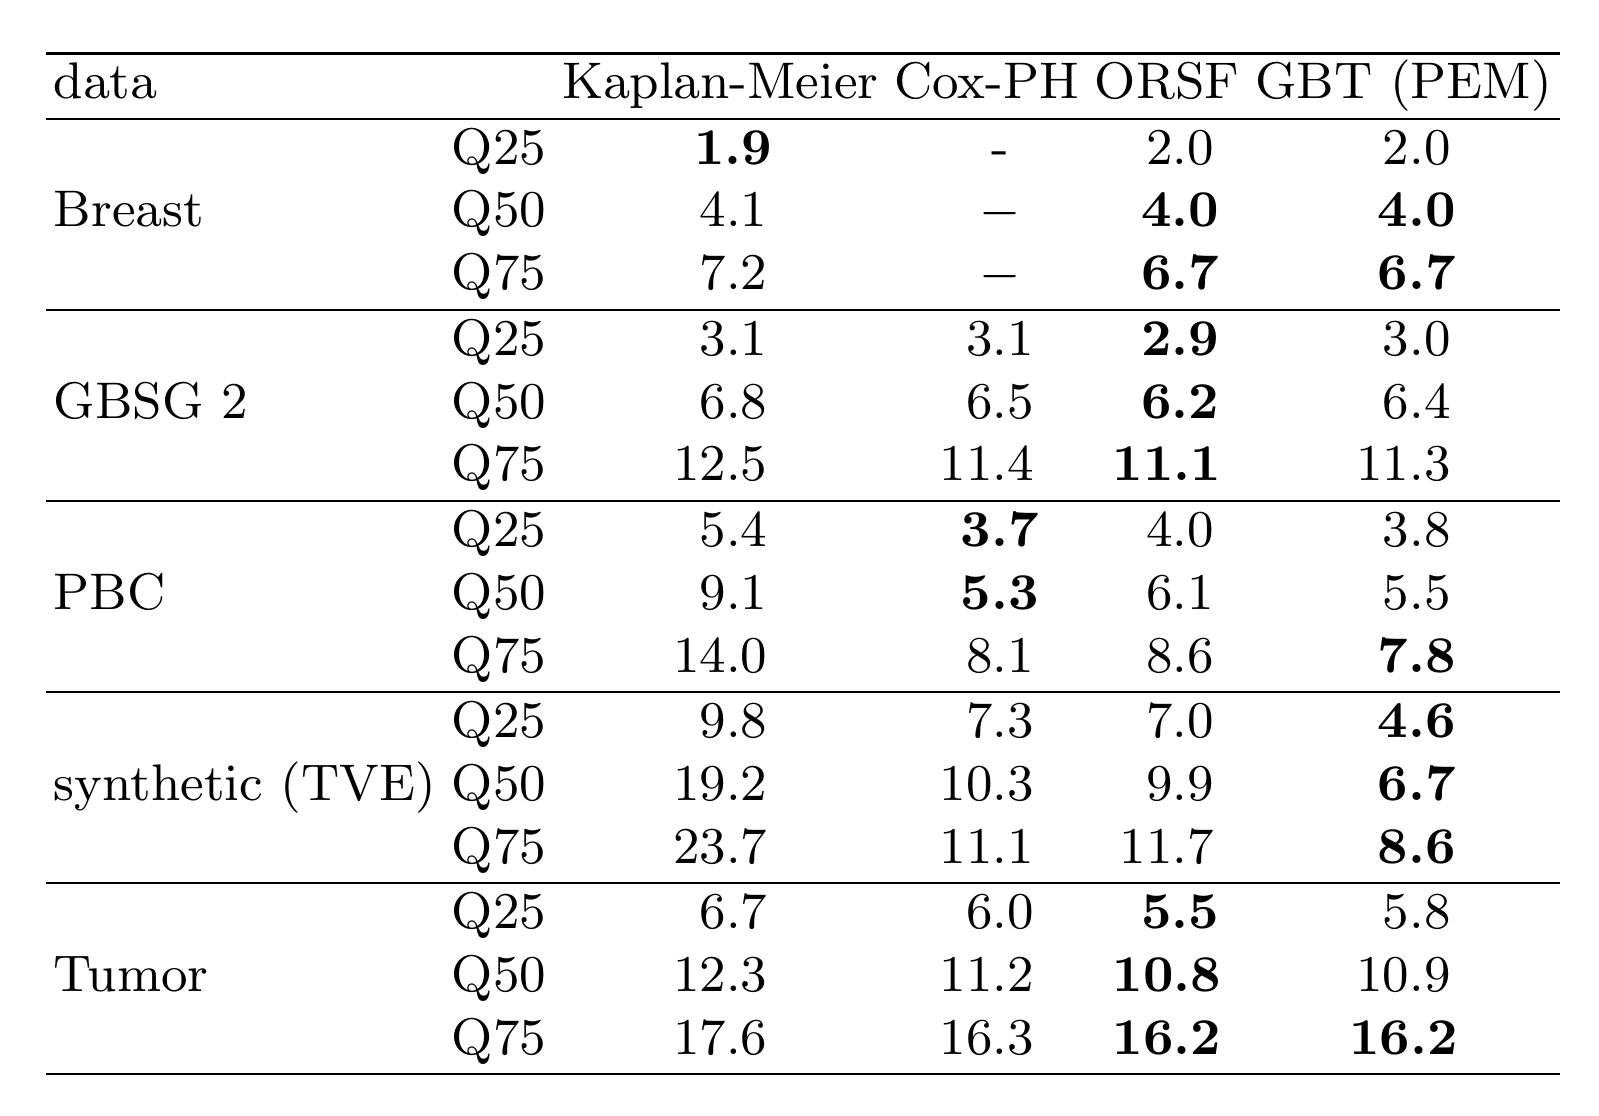 data Kaplan-Meier Cox-PH ORSF GBT (PEM)
Q25 1.9 - 2.0 2.0
Breast Q50 4.1 − 4.0 4.0
Q75 7.2 − 6.7 6.7
Q25 3.1 3.1 2.9 3.0
GBSG 2 Q50 6.8 6.5 6.2 6.4
Q75 12.5 11.4 11.1 11.3
Q25 5.4 3.7 4.0 3.8
PBC Q50 9.1 5.3 6.1 5.5
Q75 14.0 8.1 8.6 7.8
Q25 9.8 7.3 7.0 4.6
synthetic (TVE) Q50 19.2 10.3 9.9 6.7
Q75 23.7 11.1 11.7 8.6
Q25 6.7 6.0 5.5 5.8
Tumor Q50 12.3 11.2 10.8 10.9
Q75 17.6 16.3 16.2 16.2